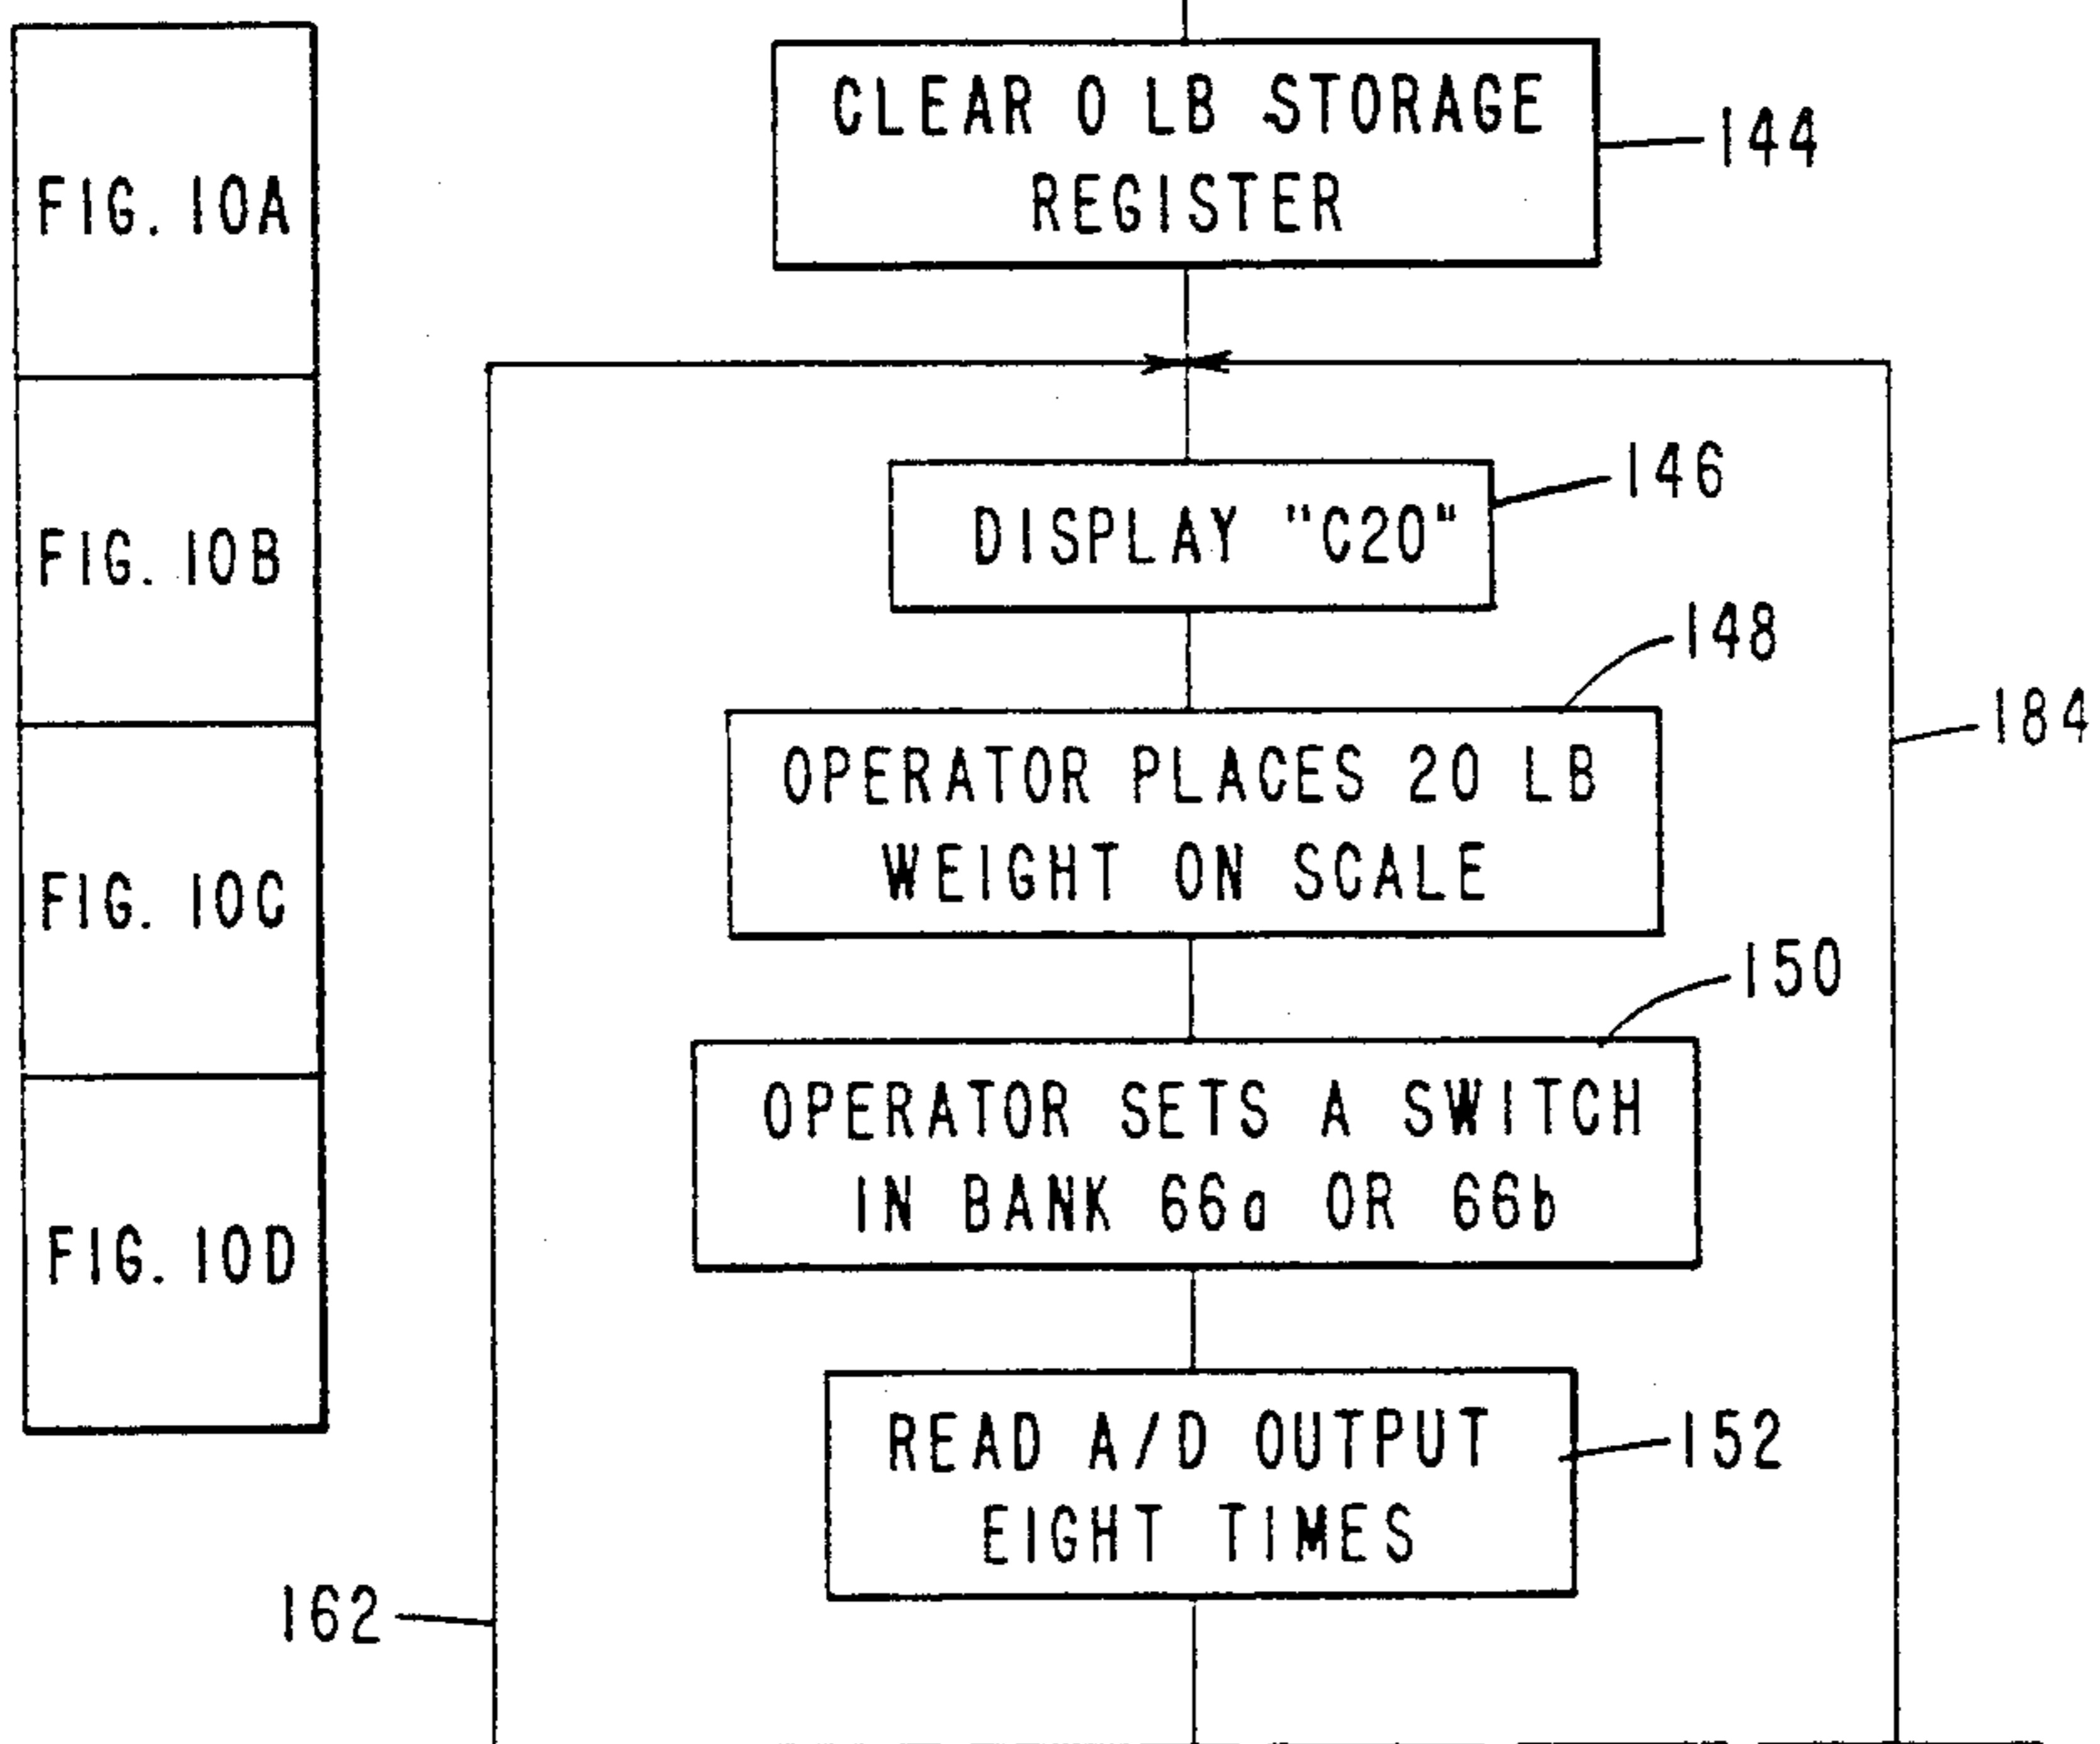 FIG. 10A
FIG. 10B
FIG. 10C
FIG. 10D
CLEAR 0 LB STORAGE
REGISTER
144
DISPLAY "C20"
146
OPERATOR PLACES 20 LB
WEIGHT ON SCALE
148
184
OPERATOR SETS A SWITCH
IN BANK 66a OR 66b
150
READ A/D OUTPUT
EIGHT TIMES
152
162